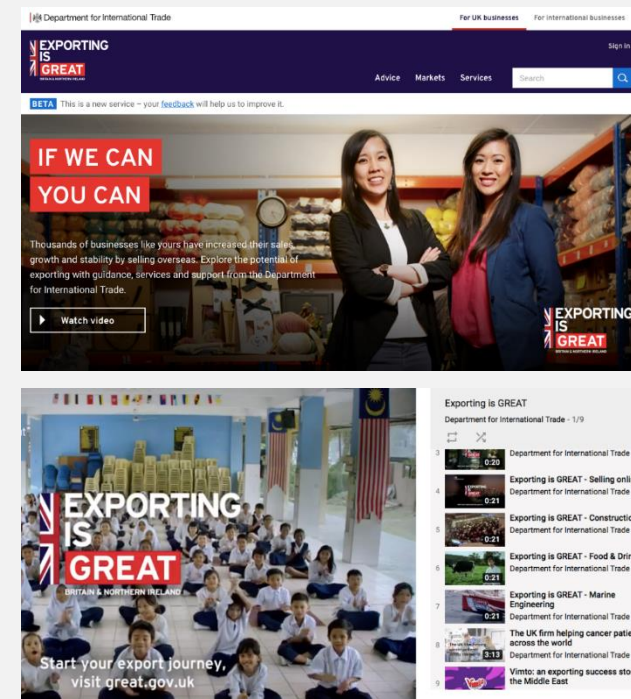 Department for International Trade
For UK businesses For international businesses
EXPORTING
IS
GREAT
BRITAIN & NORTHERN IRELAND
Sign in
Advice Markets Services Search
BETA This is a new service – your feedback will help us to improve it.
IF WE CAN
YOU CAN
Thousands of businesses like yours have increased their sales,
growth and stability by selling overseas. Explore the potential of
exporting with guidance, services and support from the Department
for International Trade.
Watch video
EXPORTING
IS
GREAT
BRITAIN & NORTHERN IRELAND
EXPORTING
IS
GREAT
BRITAIN & NORTHERN IRELAND
Start your export journey,
visit great.gov.uk
Exporting is GREAT
Department for International Trade - 1/9
3 0:20 Department for International Trade
Exporting is GREAT - Selling onli
4 0:21 Department for International Trade
Exporting is GREAT - Constructio
5 0:21 Department for International Trade
Exporting is GREAT - Food & Drin
6 0:21 Department for International Trade
Exporting is GREAT - Marine
Engineering
7 0:21 Department for International Trade
The UK firm helping cancer patie
across the world
8 3:13 Department for International Trade
Vimto: an exporting success sto
9 Vimto the Middle East